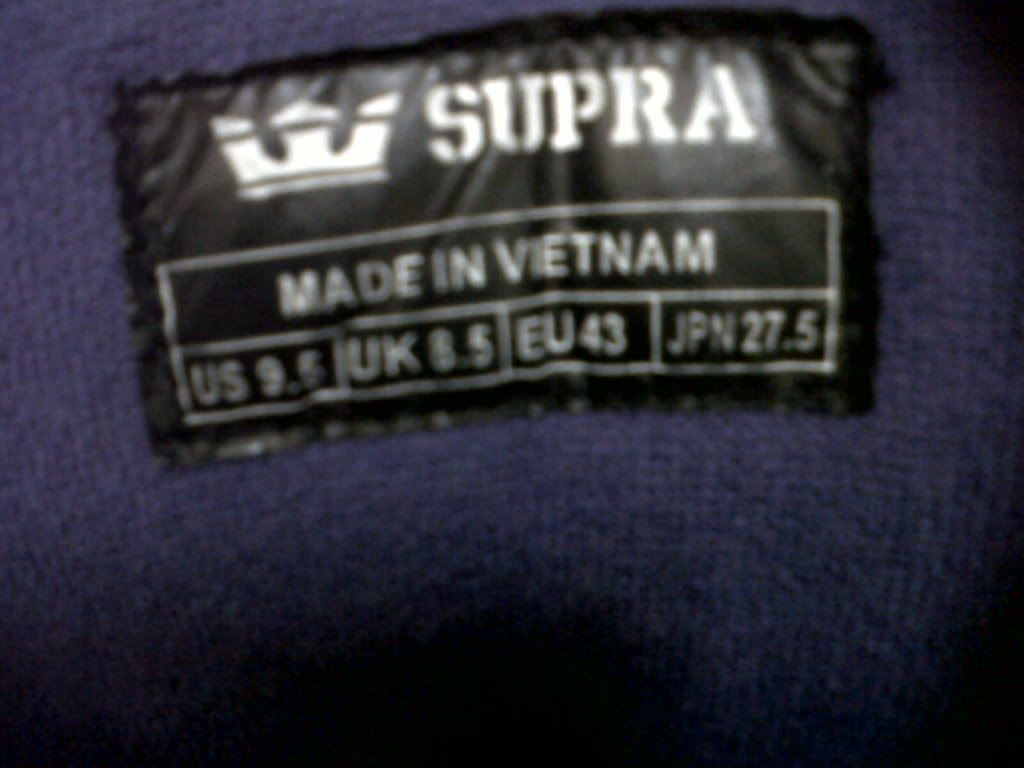 SUPRA
MADE IN VIETNAM
US 9.5 UK 8.5 EU 43 JPN 27.5